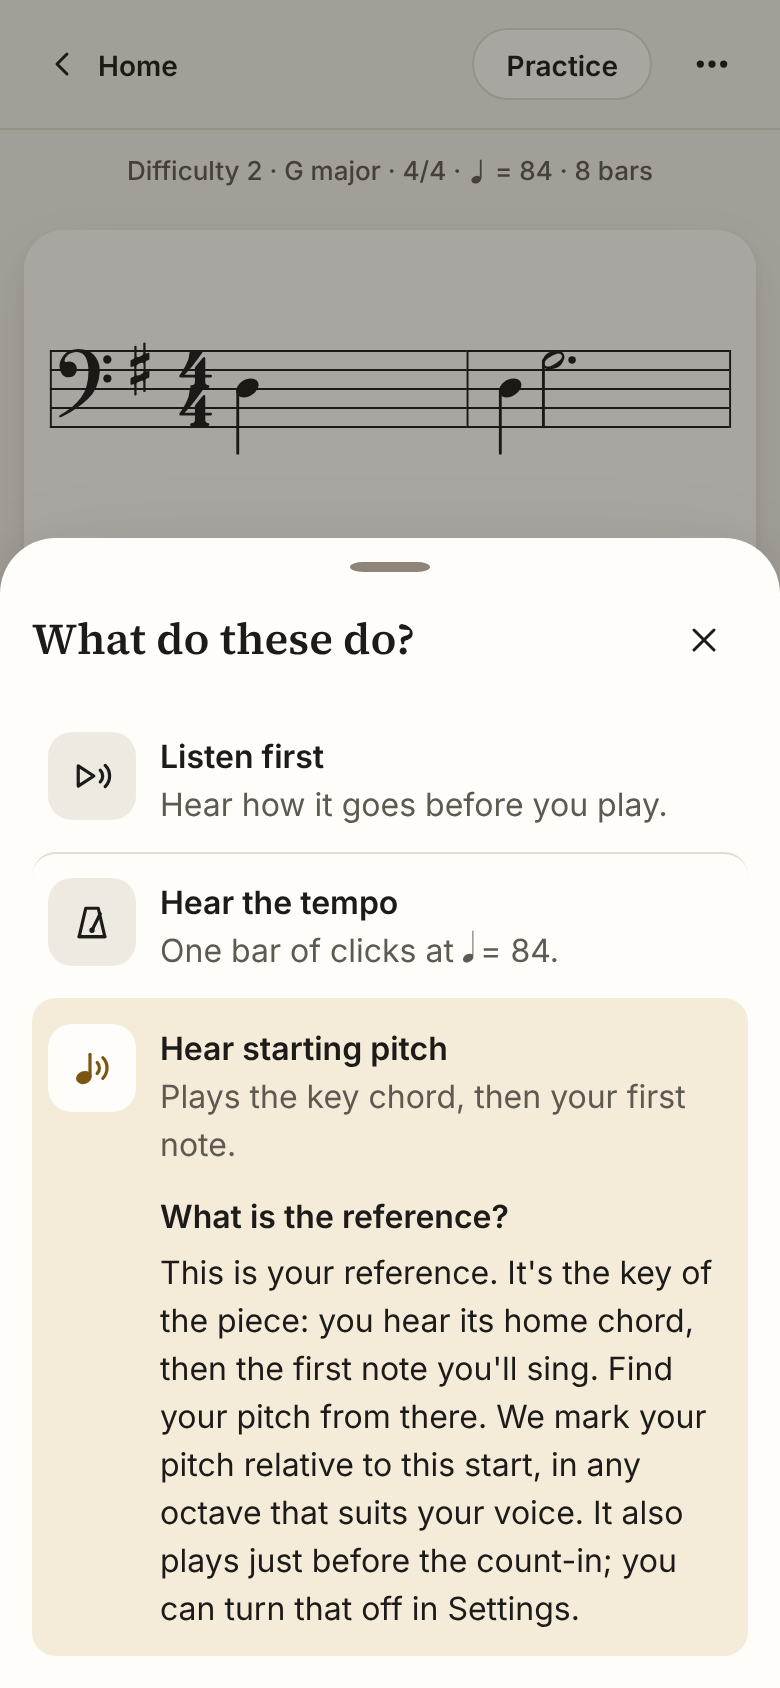 Home
Practice
Difficulty 2 · G major · 4/4 · ♩ = 84 · 8 bars
4
4
What do these do?
Listen first
Hear how it goes before you play.
Hear the tempo
One bar of clicks at ♩ = 84.
Hear starting pitch
Plays the key chord, then your first
note.
What is the reference?
This is your reference. It's the key of
the piece: you hear its home chord,
then the first note you'll sing. Find
your pitch from there. We mark your
pitch relative to this start, in any
octave that suits your voice. It also
plays just before the count-in; you
can turn that off in Settings.